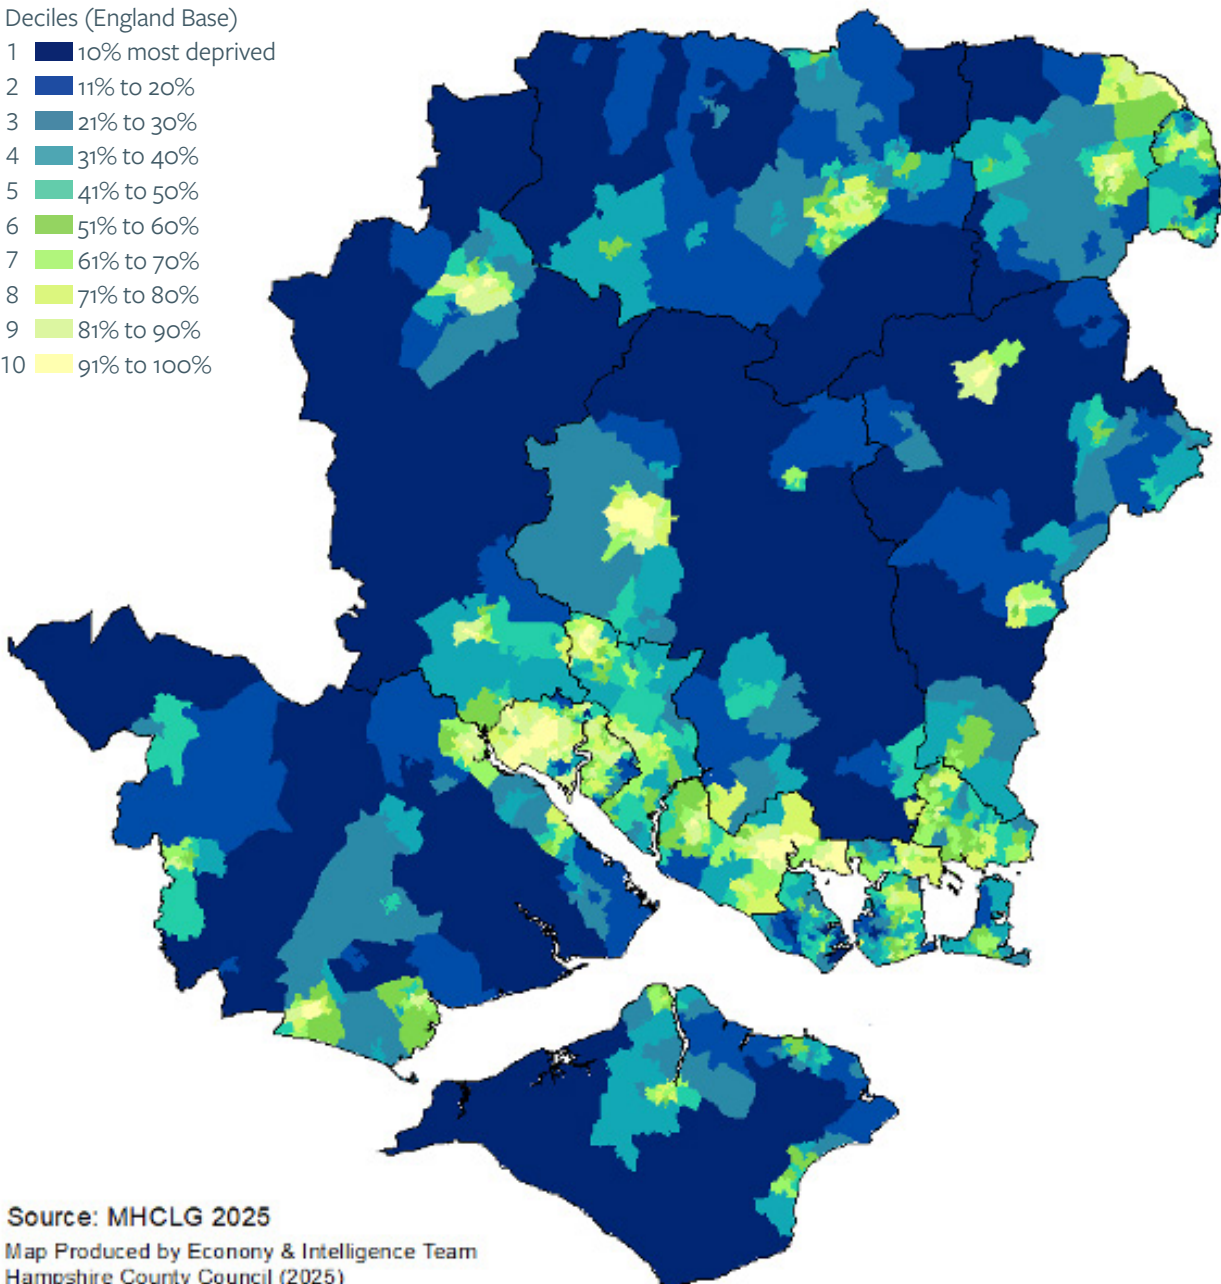 Deciles (England Base)
1 10% most deprived
2 11% to 20%
3 21% to 30%
4 31% to 40%
5 41% to 50%
6 51% to 60%
7 61% to 70%
8 71% to 80%
9 81% to 90%
10 91% to 100%
Source: MHCLG 2025
Map Produced by Econony & Intelligence Team
Hampshire County Council (2025)